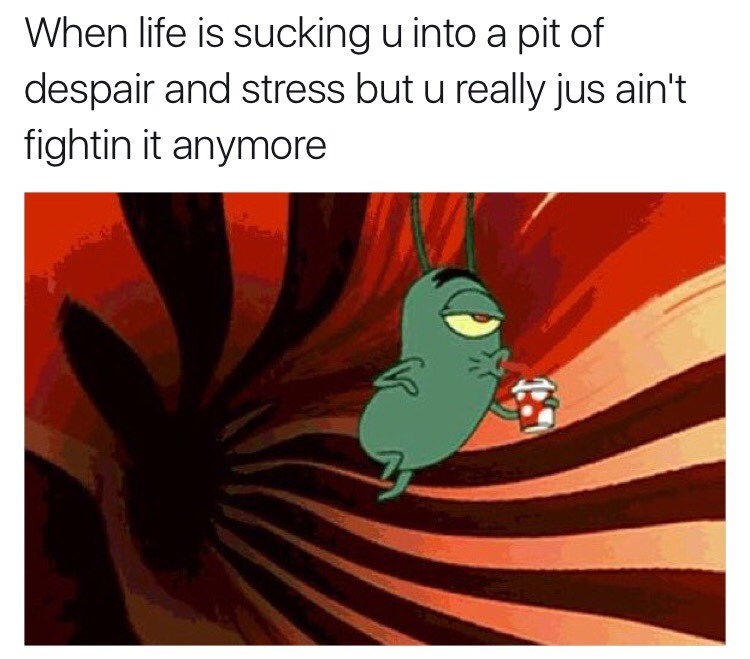 When life is sucking u into a pit of
despair and stress but u really jus ain't
fightin it anymore